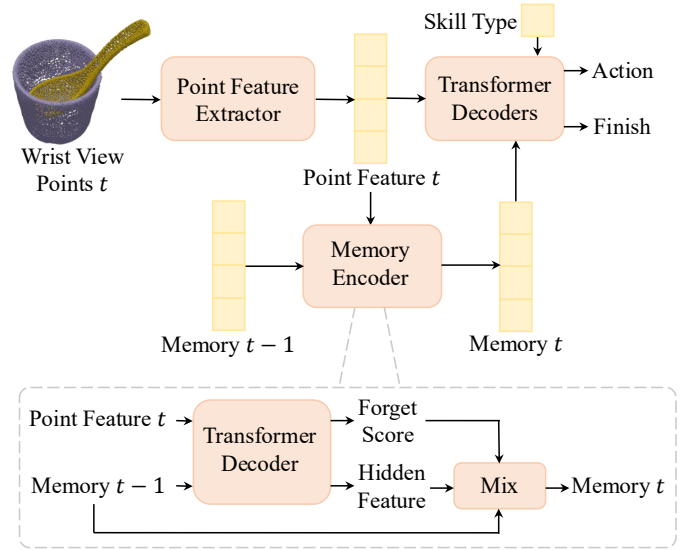 Skill Type
Point Feature
Extractor
Transformer
Decoders
Action
Finish
Wrist View
Points t
Point Feature t
Memory
Encoder
Memory t − 1
Memory t
Point Feature t
Transformer
Decoder
Forget
Score
Memory t − 1
Hidden
Feature
Mix
Memory t